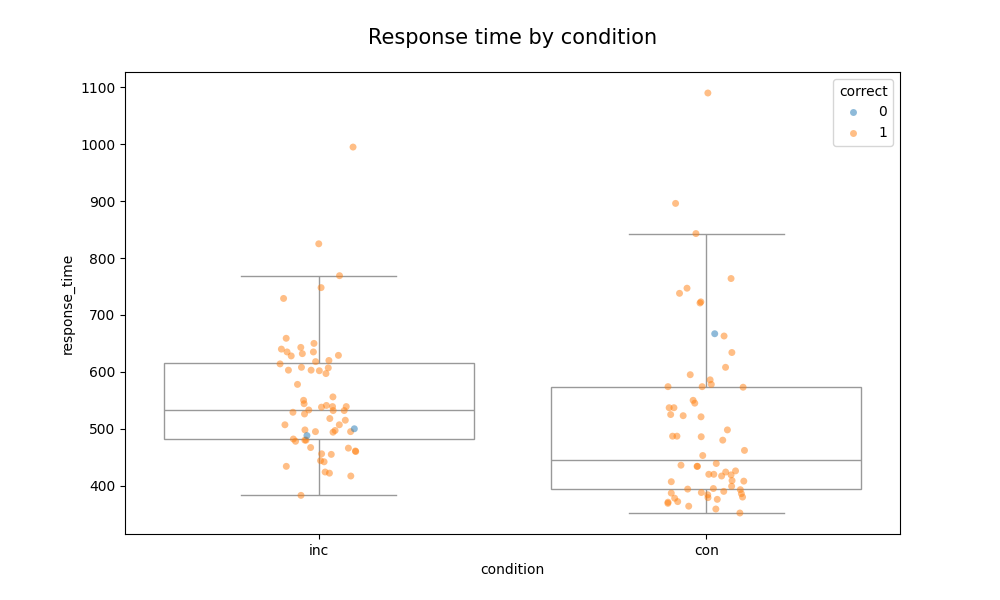 Response time by condition
correct
0
1
1100
1000
900
800
700
600
500
400
response_time
inc
con
condition